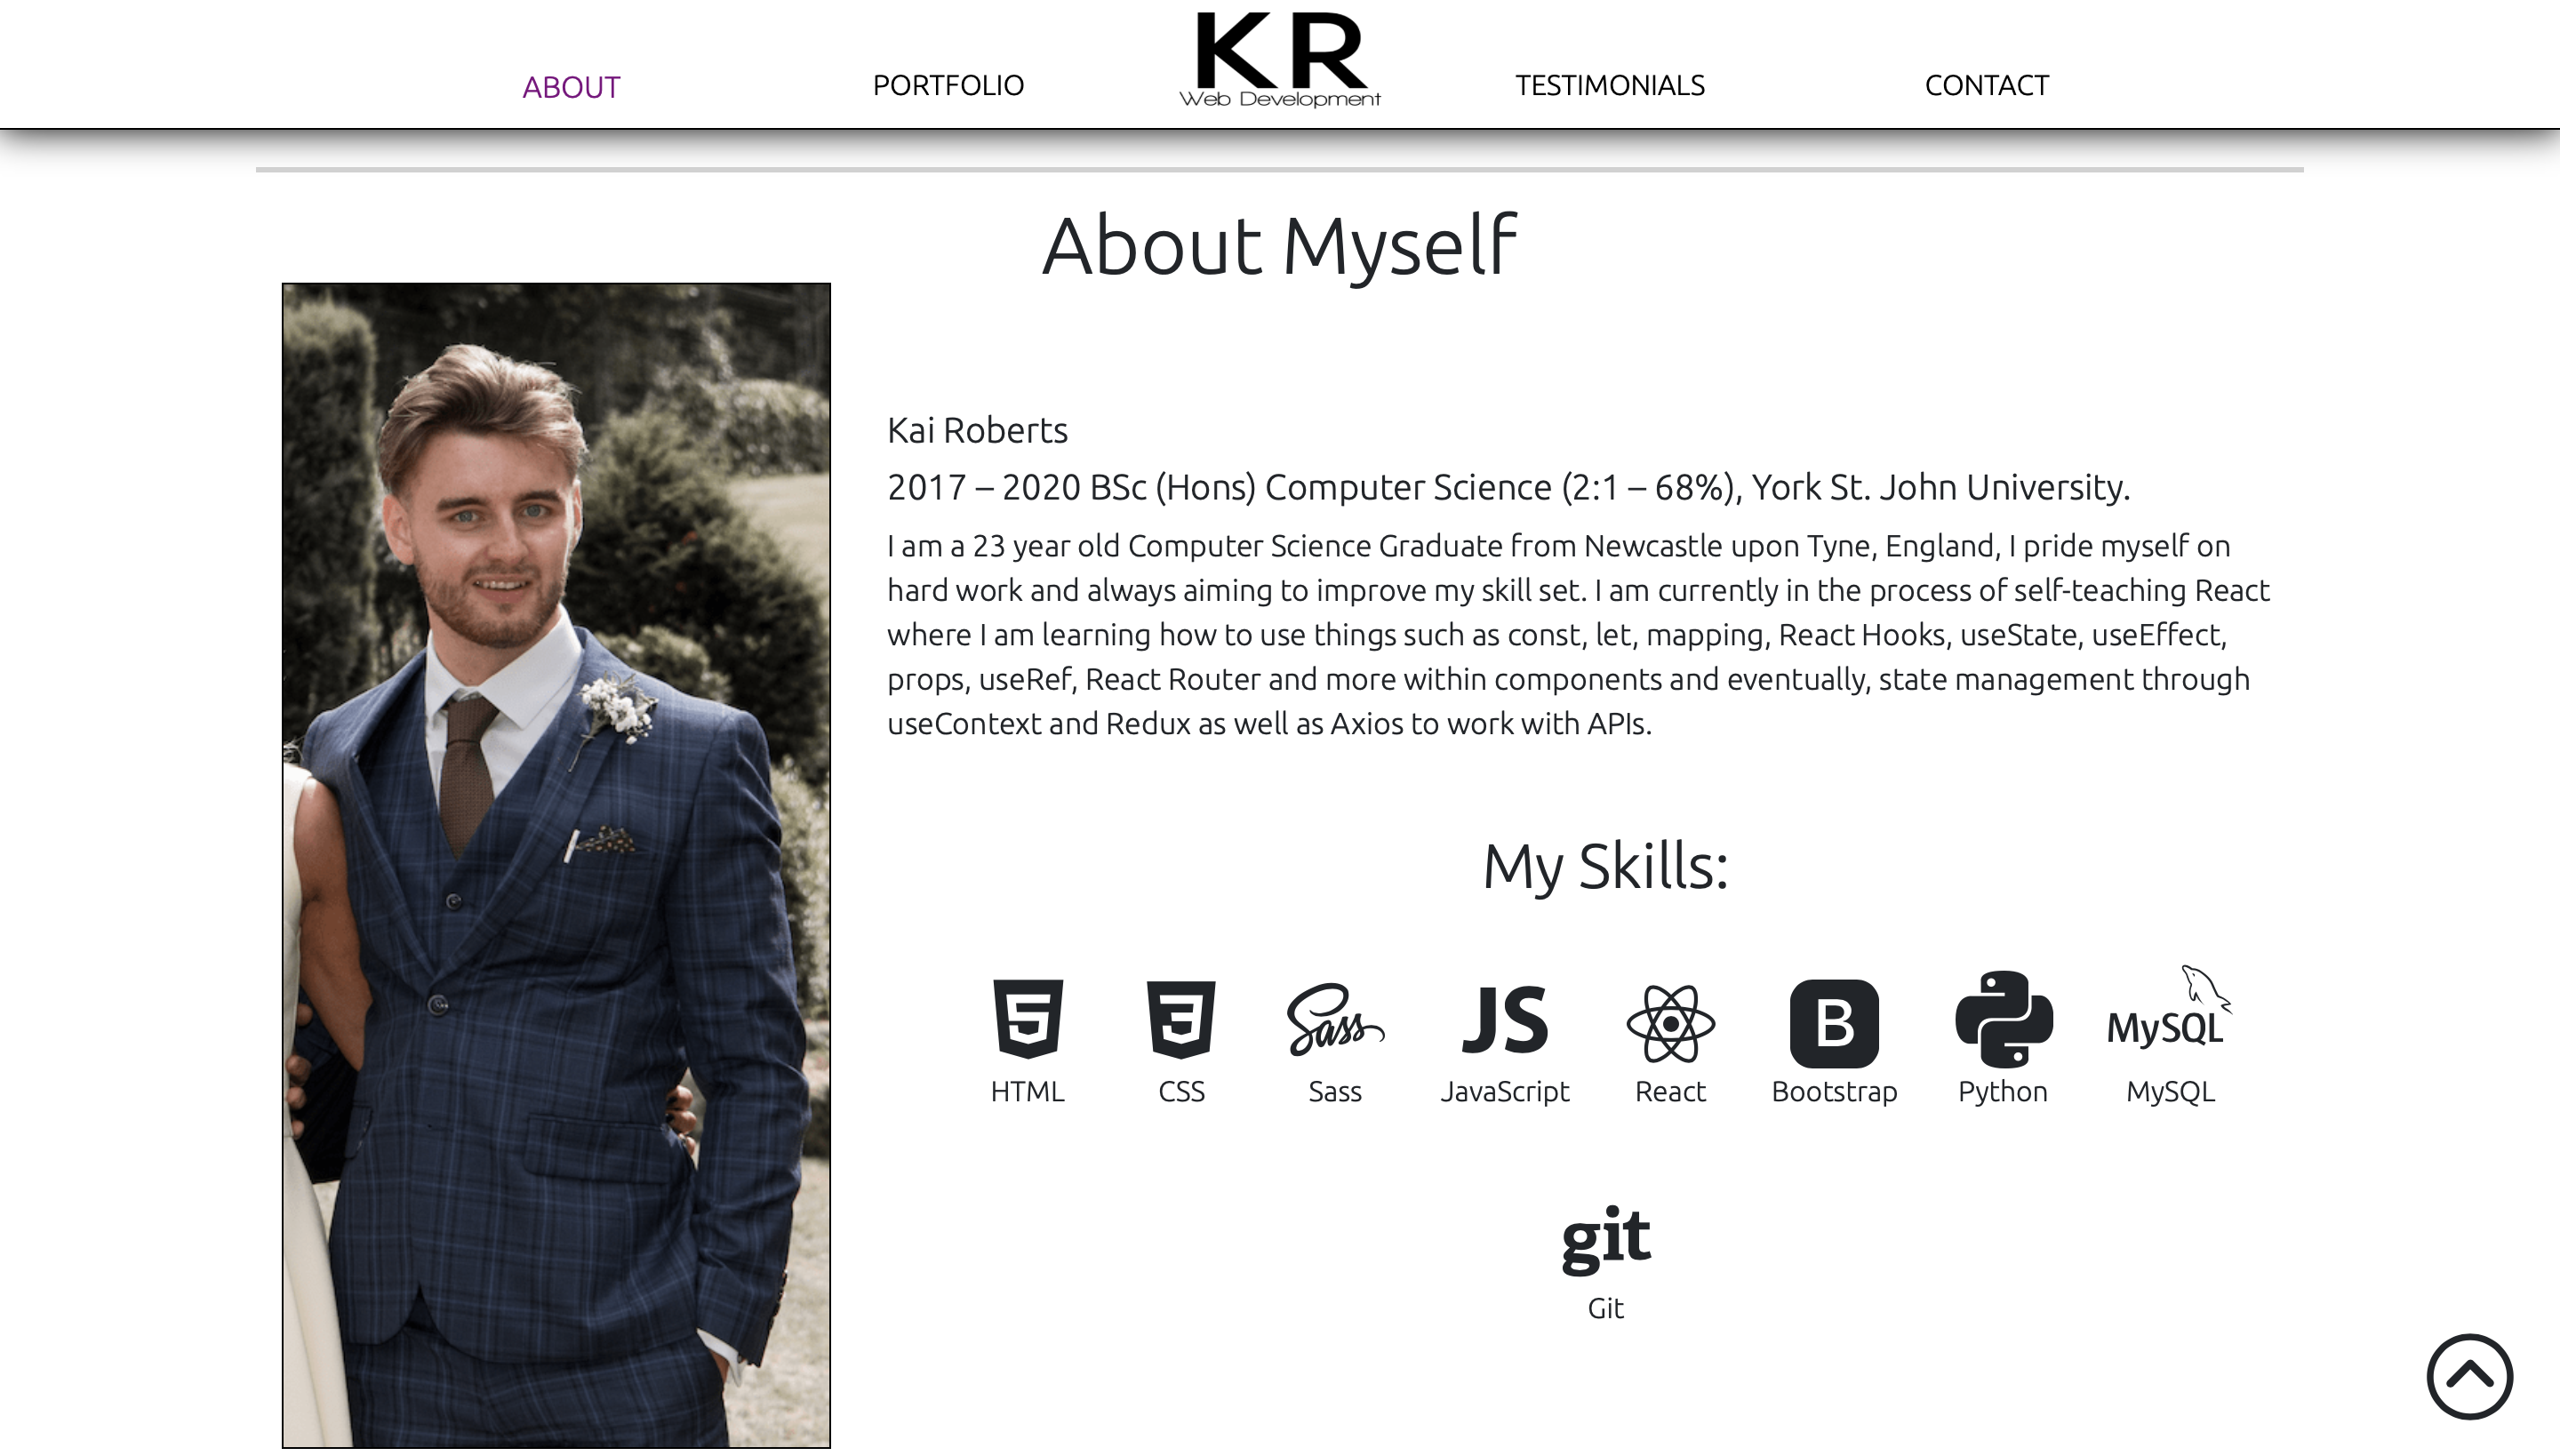 ABOUT
PORTFOLIO
KR
Web Development
TESTIMONIALS
CONTACT
About Myself
Kai Roberts
2017 – 2020 BSc (Hons) Computer Science (2:1 – 68%), York St. John University.
I am a 23 year old Computer Science Graduate from Newcastle upon Tyne, England, I pride myself on
hard work and always aiming to improve my skill set. I am currently in the process of self-teaching React
where I am learning how to use things such as const, let, mapping, React Hooks, useState, useEffect,
props, useRef, React Router and more within components and eventually, state management through
useContext and Redux as well as Axios to work with APIs.
My Skills:
5
3
Sass
JS
B
MySQL
HTML
CSS
Sass
JavaScript
React
Bootstrap
Python
MySQL
git
Git